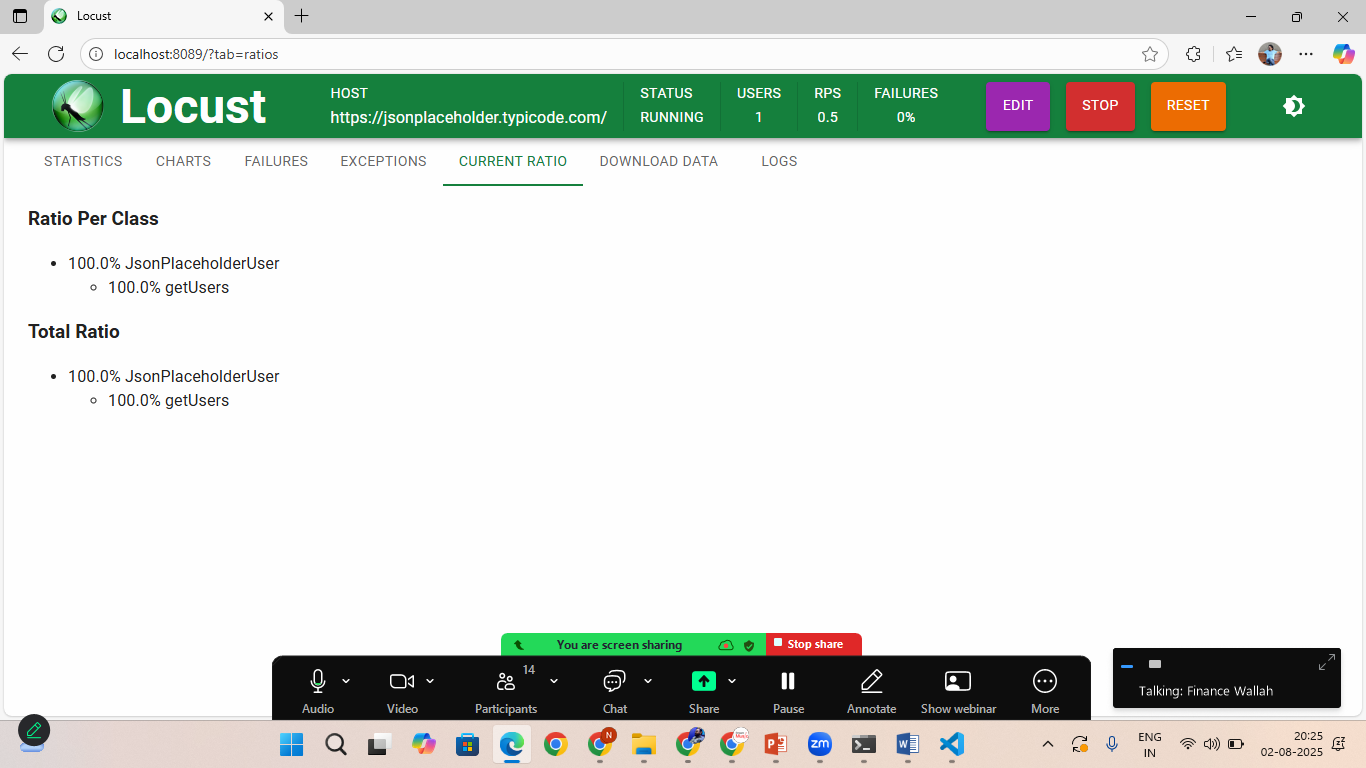 Locust
localhost:8089/?tab=ratios
Locust
HOST
https://jsonplaceholder.typicode.com/
STATUS
RUNNING
USERS
1
RPS
0.5
FAILURES
0%
EDIT
STOP
RESET
STATISTICS
CHARTS
FAILURES
EXCEPTIONS
CURRENT RATIO
DOWNLOAD DATA
LOGS
Ratio Per Class
100.0% JsonPlaceholderUser
100.0% getUsers
Total Ratio
100.0% JsonPlaceholderUser
100.0% getUsers
You are screen sharing
Stop share
Audio
Video
14
Participants
Chat
Share
Pause
Annotate
Show webinar
More
Talking: Finance Wallah
N
zm
ENG
IN
20:25
02-08-2025